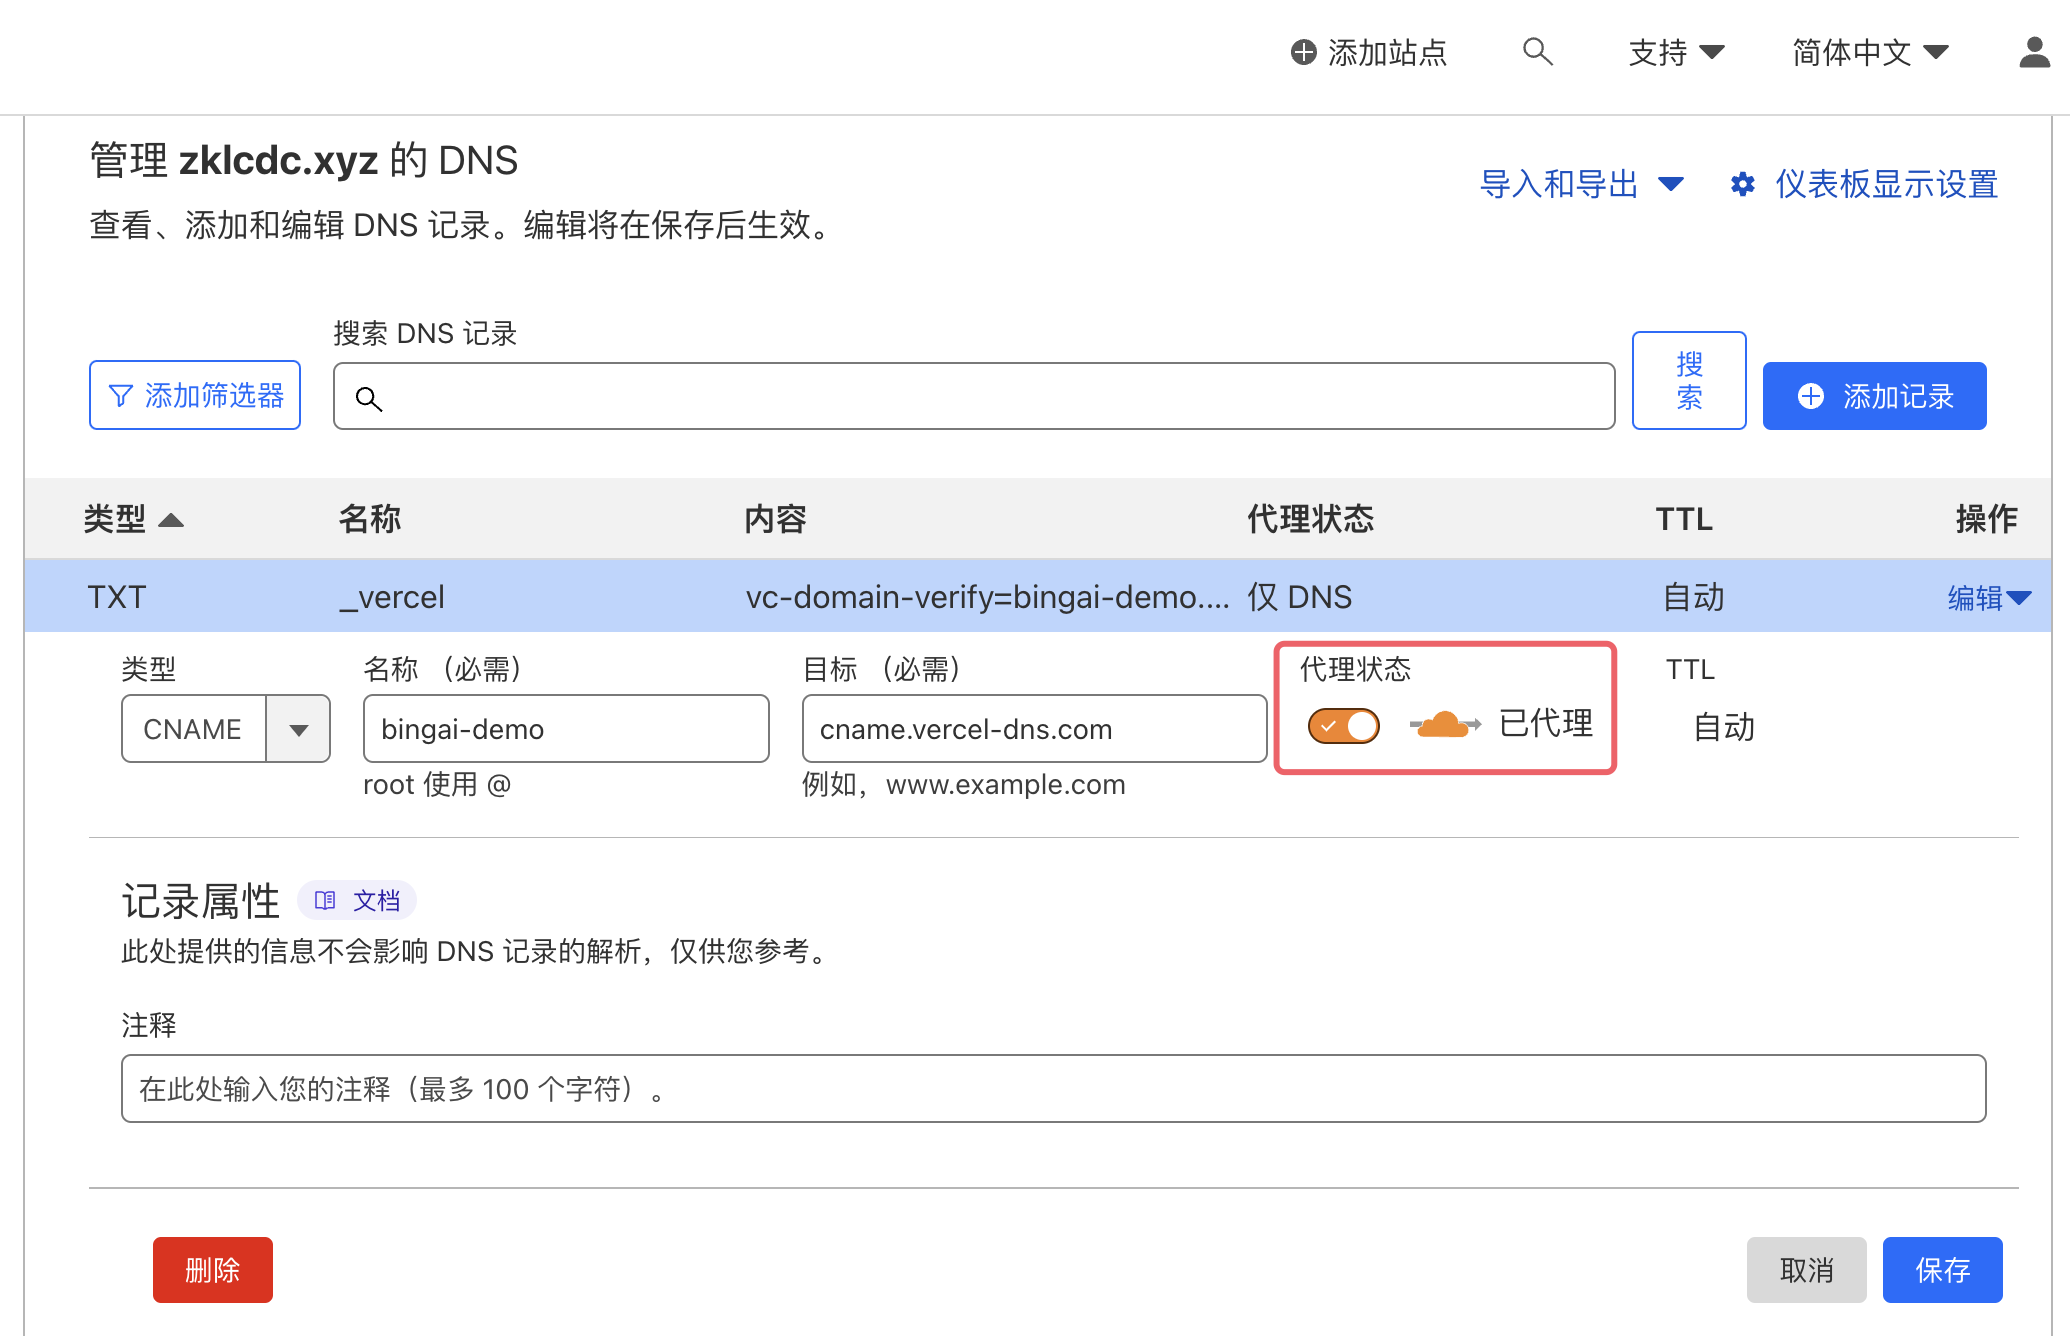 添加站点 支持 简体中文
管理 zklcdc.xyz 的 DNS
导入和导出 仪表板显示设置
查看、添加和编辑 DNS 记录。编辑将在保存后生效。
搜索 DNS 记录
添加筛选器
搜
索
添加记录
类型 名称 内容 代理状态 TTL 操作
TXT _vercel vc-domain-verify=bingai-demo.... 仅 DNS 自动 编辑
类型 名称 （必需） 目标 （必需） 代理状态 TTL
CNAME bingai-demo cname.vercel-dns.com 已代理 自动
root 使用 @ 例如，www.example.com
记录属性 文档
此处提供的信息不会影响 DNS 记录的解析，仅供您参考。
注释
在此处输入您的注释（最多 100 个字符）。
删除 取消 保存